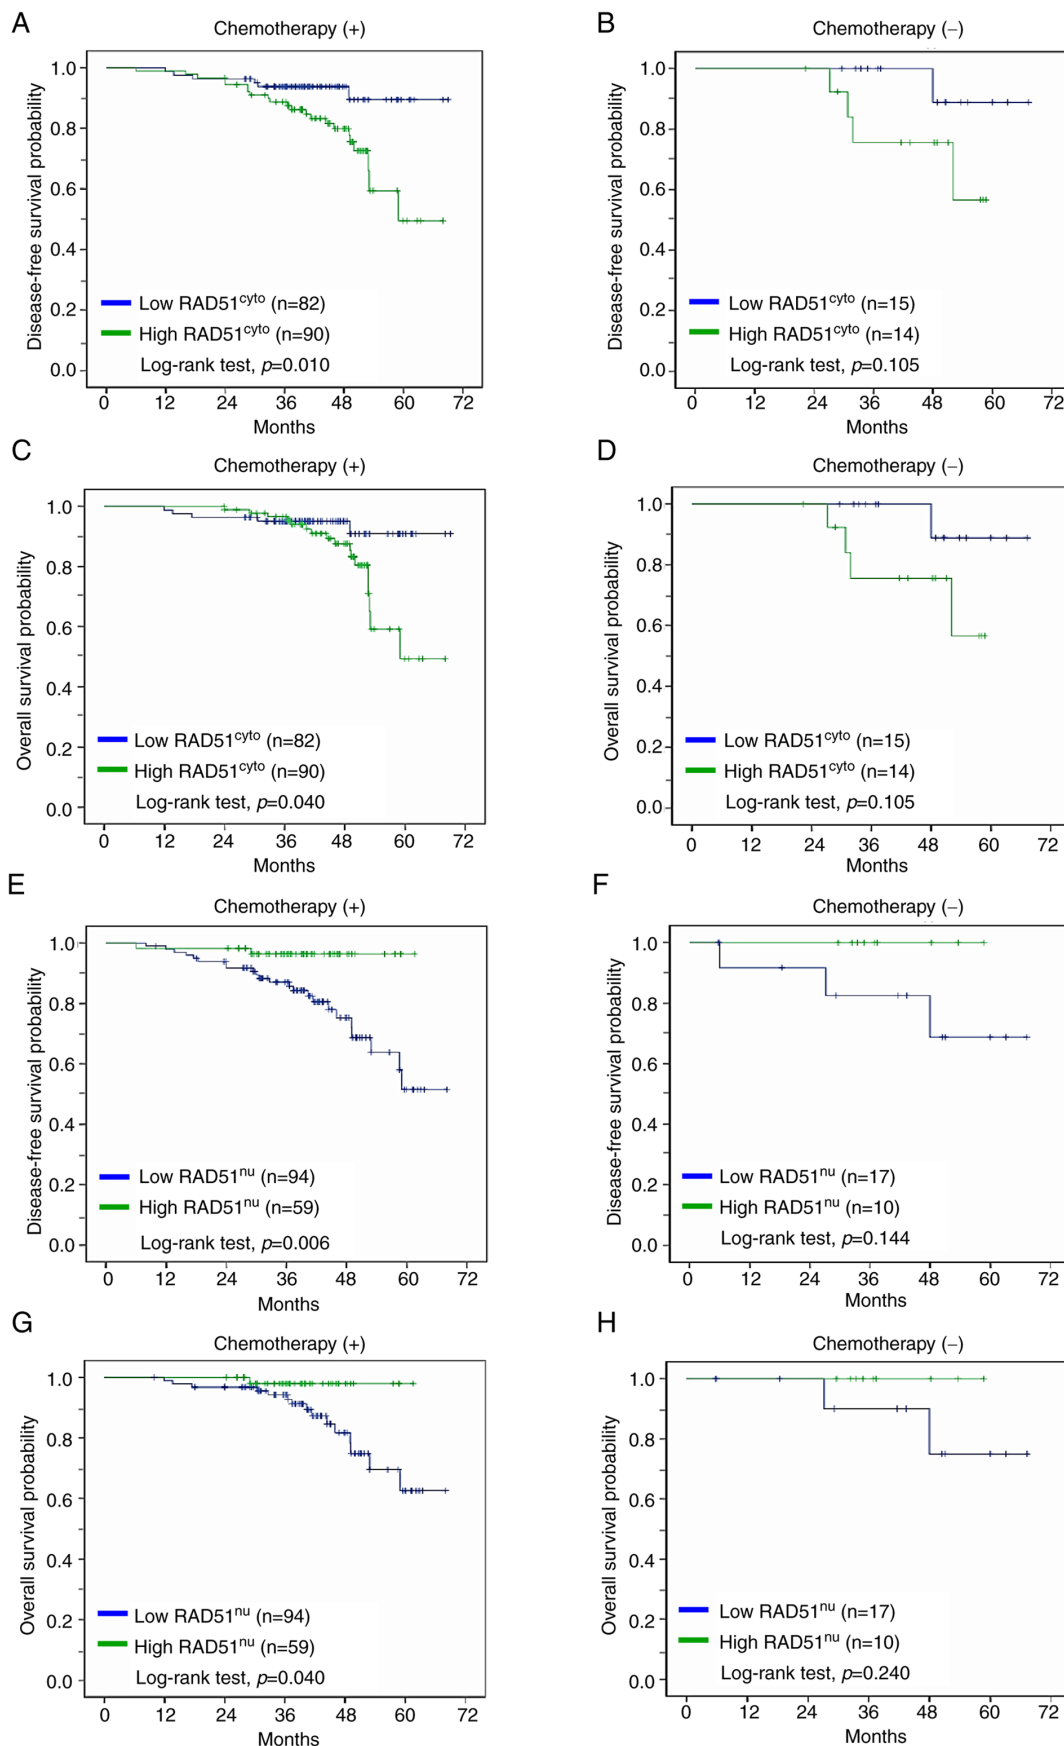 A
Chemotherapy (+)
Disease-free survival probability
1.0
0.8
0.6
0.4
0.2
0.0
Low RAD51cyto (n=82)
High RAD51cyto (n=90)
Log-rank test, p=0.010
0 12 24 36 48 60 72
Months
B
Chemotherapy (−)
Disease-free survival probability
1.0
0.8
0.6
0.4
0.2
0.0
Low RAD51cyto (n=15)
High RAD51cyto (n=14)
Log-rank test, p=0.105
0 12 24 36 48 60 72
Months
C
Chemotherapy (+)
Overall survival probability
1.0
0.8
0.6
0.4
0.2
0.0
Low RAD51cyto (n=82)
High RAD51cyto (n=90)
Log-rank test, p=0.040
0 12 24 36 48 60 72
Months
D
Chemotherapy (−)
Overall survival probability
1.0
0.8
0.6
0.4
0.2
0.0
Low RAD51cyto (n=15)
High RAD51cyto (n=14)
Log-rank test, p=0.105
0 12 24 36 48 60 72
Months
E
Chemotherapy (+)
Disease-free survival probability
1.0
0.8
0.6
0.4
0.2
0.0
Low RAD51nu (n=94)
High RAD51nu (n=59)
Log-rank test, p=0.006
0 12 24 36 48 60 72
Months
F
Chemotherapy (−)
Disease-free survival probability
1.0
0.8
0.6
0.4
0.2
0.0
Low RAD51nu (n=17)
High RAD51nu (n=10)
Log-rank test, p=0.144
0 12 24 36 48 60 72
Months
G
Chemotherapy (+)
Overall survival probability
1.0
0.8
0.6
0.4
0.2
0.0
Low RAD51nu (n=94)
High RAD51nu (n=59)
Log-rank test, p=0.040
0 12 24 36 48 60 72
Months
H
Chemotherapy (−)
Overall survival probability
1.0
0.8
0.6
0.4
0.2
0.0
Low RAD51nu (n=17)
High RAD51nu (n=10)
Log-rank test, p=0.240
0 12 24 36 48 60 72
Months